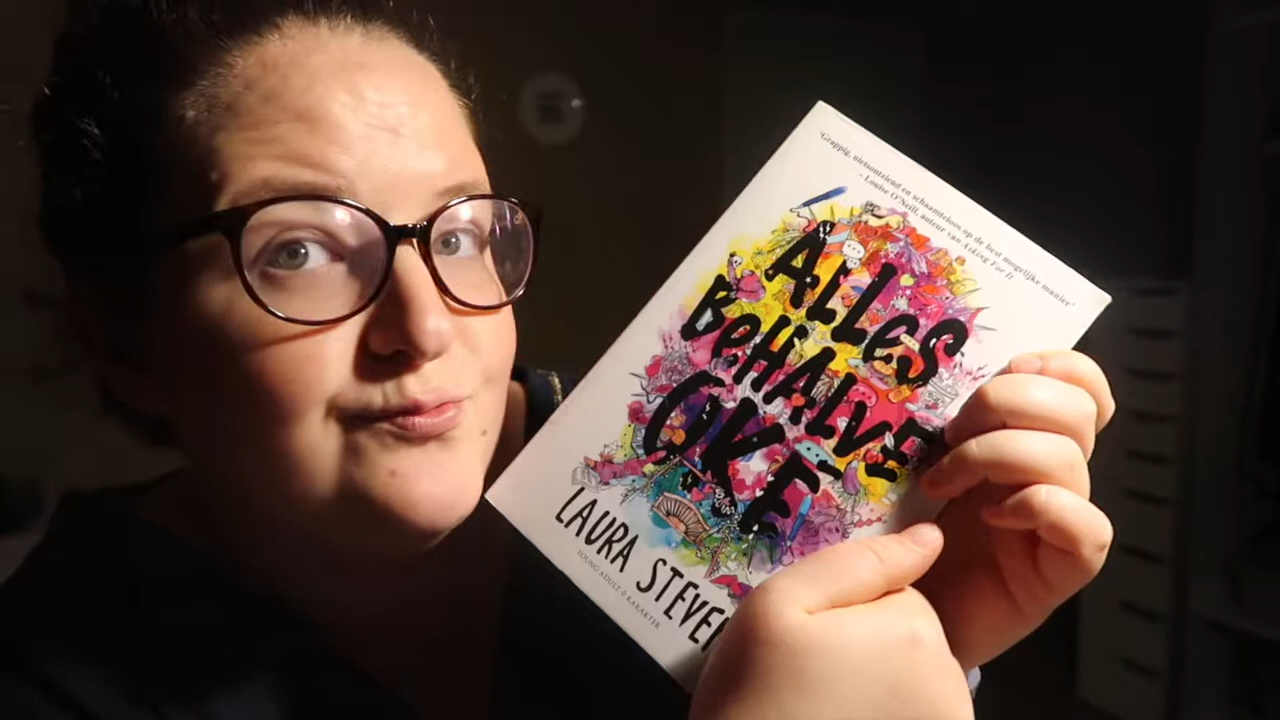 'Grappig, nietsontziend en schaamteloos op de best mogelijke manier.'
– Louise O'Neill, auteur van Asking For It
ALLES
BEHALVE
OKÉ
LAURA STEVEN
YOUNG ADULT & KARAKTER